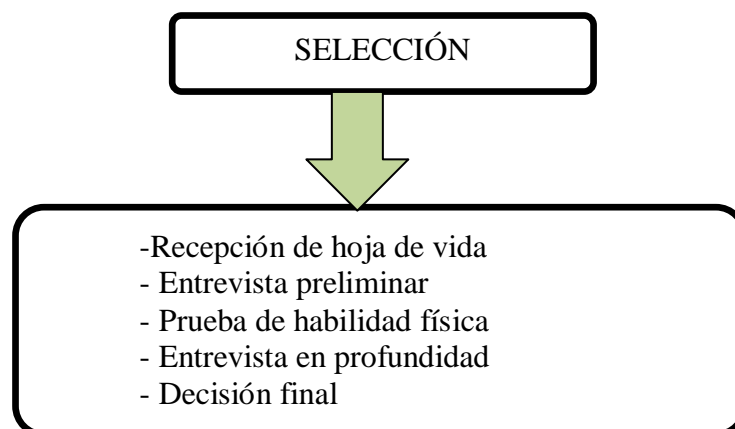 SELECCIÓN
-Recepción de hoja de vida
- Entrevista preliminar
- Prueba de habilidad física
- Entrevista en profundidad
- Decisión final